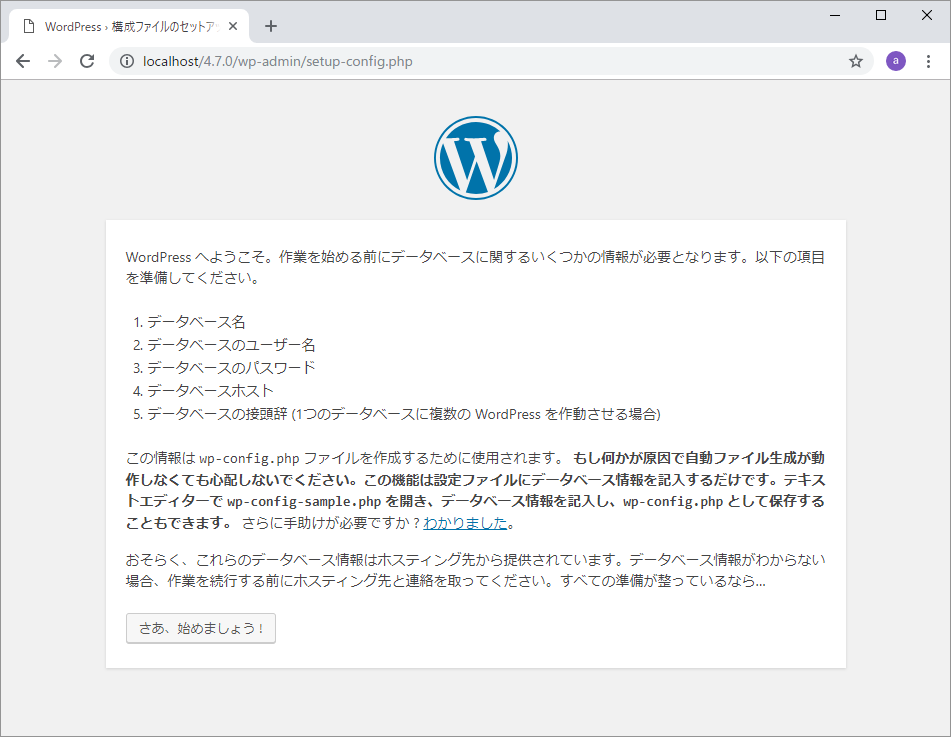 WordPress › 構成ファイルのセットアッ
localhost/4.7.0/wp-admin/setup-config.php
a
WordPress へようこそ。作業を始める前にデータベースに関するいくつかの情報が必要となります。以下の項目
を準備してください。
1. データベース名
2. データベースのユーザー名
3. データベースのパスワード
4. データベースホスト
5. データベースの接頭辞 (1つのデータベースに複数の WordPress を作動させる場合)
この情報は wp-config.php ファイルを作成するために使用されます。 もし何かが原因で自動ファイル生成が動
作しなくても心配しないでください。この機能は設定ファイルにデータベース情報を記入するだけです。テキス
トエディターで wp-config-sample.php を開き、データベース情報を記入し、wp-config.php として保存する
こともできます。 さらに手助けが必要ですか ? わかりました。
おそらく、これらのデータベース情報はホスティング先から提供されています。データベース情報がわからない
場合、作業を続行する前にホスティング先と連絡を取ってください。すべての準備が整っているなら…
さあ、始めましょう !